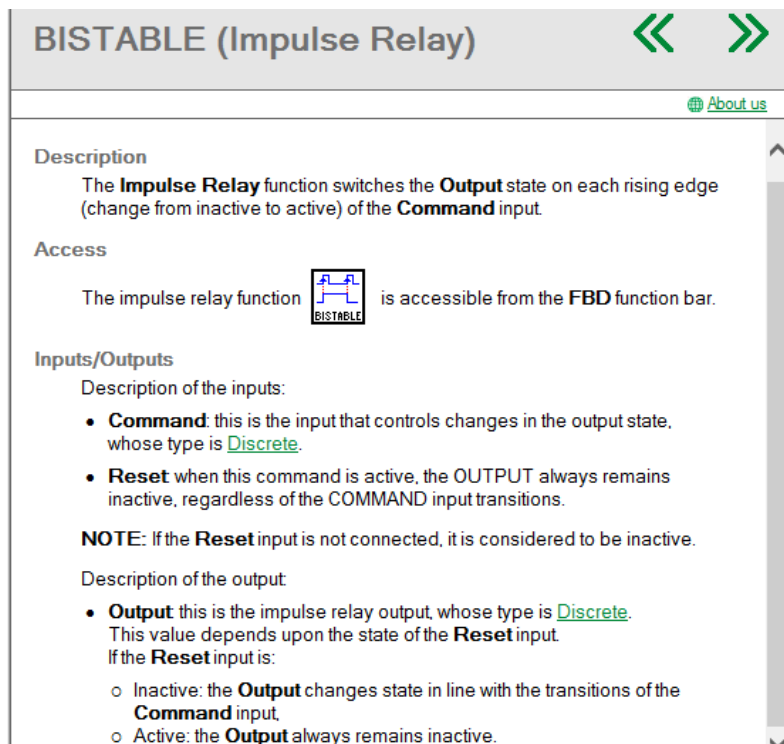 BISTABLE (Impulse Relay)
About us
Description
The Impulse Relay function switches the Output state on each rising edge
(change from inactive to active) of the Command input.
Access
The impulse relay function BISTABLE is accessible from the FBD function bar.
Inputs/Outputs
Description of the inputs:
• Command: this is the input that controls changes in the output state,
whose type is Discrete.
• Reset: when this command is active, the OUTPUT always remains
inactive, regardless of the COMMAND input transitions.
NOTE: If the Reset input is not connected, it is considered to be inactive.
Description of the output:
• Output: this is the impulse relay output, whose type is Discrete.
This value depends upon the state of the Reset input.
If the Reset input is:
○ Inactive: the Output changes state in line with the transitions of the
Command input,
○ Active: the Output always remains inactive.